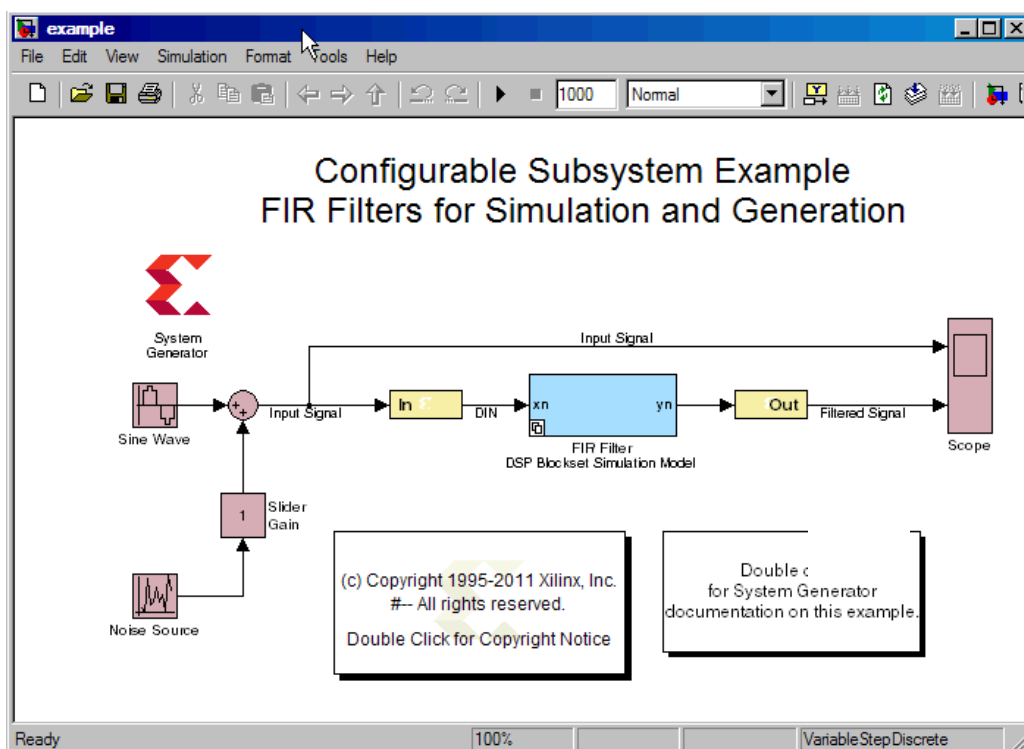 example
File Edit View Simulation Format Tools Help
1000 Normal
Configurable Subsystem Example
FIR Filters for Simulation and Generation
System
Generator
Input Signal
Sine Wave
Input Signal
In
DIN
xn yn
FIR Filter
DSP Blockset Simulation Model
Out
Filtered Signal
Scope
1
Slider
Gain
Noise Source
(c) Copyright 1995-2011 Xilinx, Inc.
#-- All rights reserved.
Double Click for Copyright Notice
Double
for System Generator
documentation on this example.
Ready 100% VariableStepDiscrete